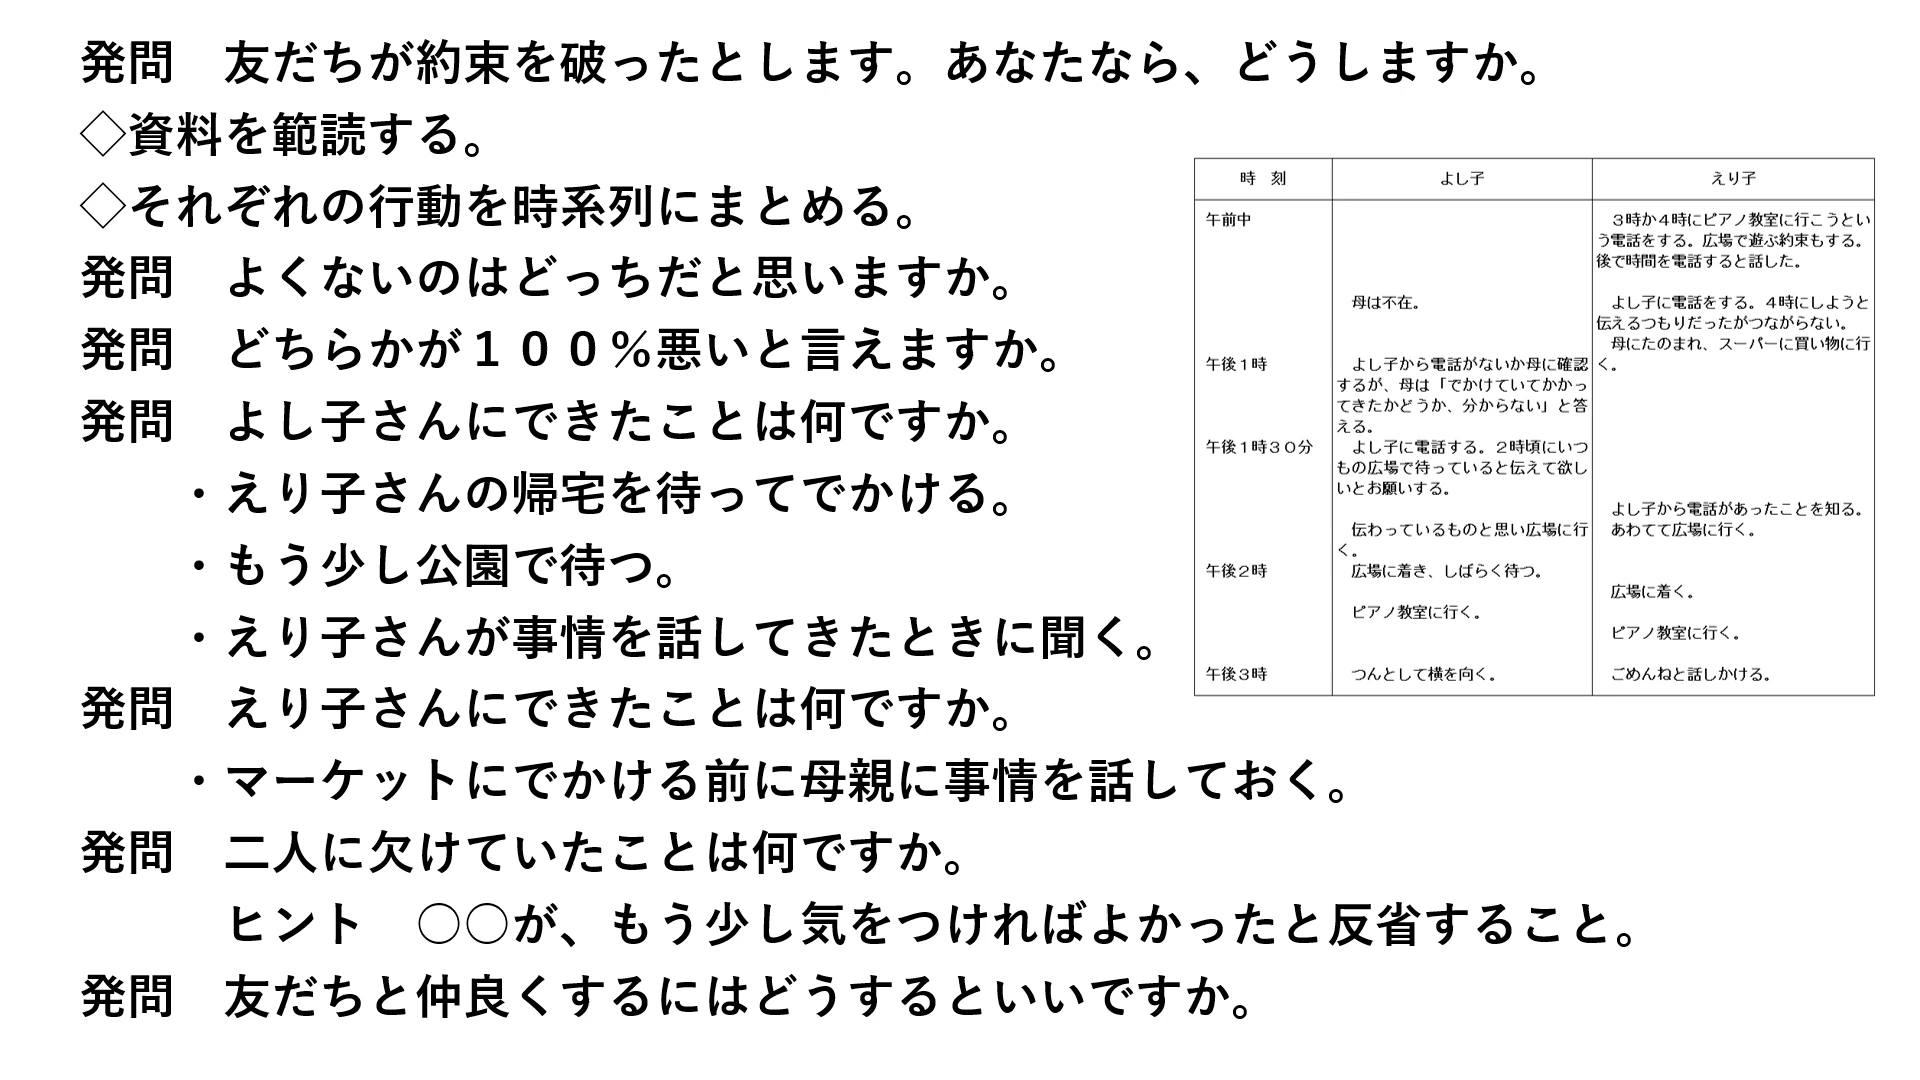 発問　友だちが約束を破ったとします。あなたなら、どうしますか。
◇資料を範読する。
◇それぞれの行動を時系列にまとめる。
発問　よくないのはどっちだと思いますか。
発問　どちらかが１００％悪いと言えますか。
発問　よし子さんにできたことは何ですか。
・えり子さんの帰宅を待ってでかける。
・もう少し公園で待つ。
・えり子さんが事情を話してきたときに聞く。
発問　えり子さんにできたことは何ですか。
・マーケットにでかける前に母親に事情を話しておく。
発問　二人に欠けていたことは何ですか。
ヒント　○○が、もう少し気をつければよかったと反省すること。
発問　友だちと仲良くするにはどうするといいですか。
時　刻　よし子　えり子
午前中
３時か４時にピアノ教室に行こうとい
う電話をする。広場で遊ぶ約束もする。
後で時間を電話すると話した。
母は不在。
よし子に電話をする。４時にしようと
伝えるつもりだったがつながらない。
母にたのまれ、スーパーに買い物に行
く。
午後１時
よし子から電話がないか母に確認
するが、母は「でかけていてかかっ
てきたかどうか、分からない」と答
える。
午後１時３０分
よし子に電話する。２時頃にいつ
もの広場で待っていると伝えて欲し
いとお願いする。
よし子から電話があったことを知る。
伝わっているものと思い広場に行
く。
あわてて広場に行く。
午後２時
広場に着き、しばらく待つ。
広場に着く。
ピアノ教室に行く。
ピアノ教室に行く。
午後３時
つんとして横を向く。
ごめんねと話しかける。